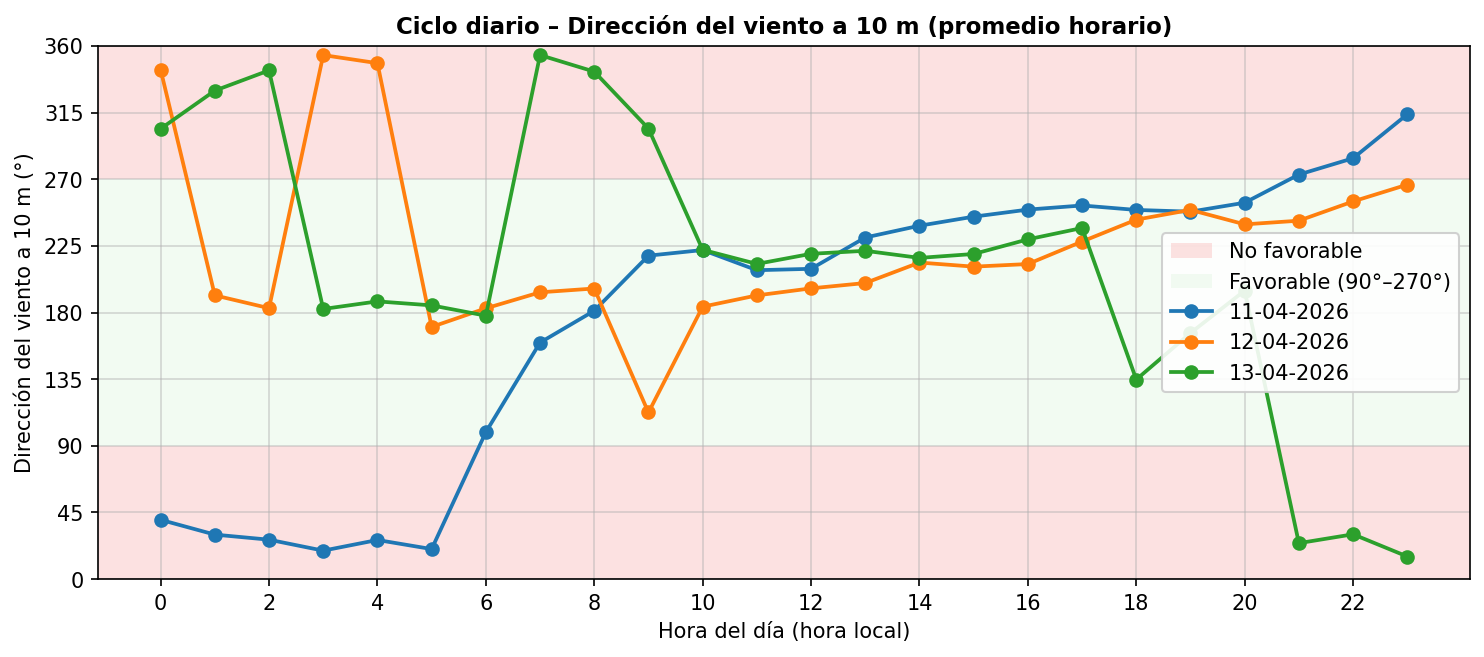 Ciclo diario – Dirección del viento a 10 m (promedio horario)
Dirección del viento a 10 m (°)
360
315
270
225
180
135
90
45
0
No favorable
Favorable (90°–270°)
11-04-2026
12-04-2026
13-04-2026
0 2 4 6 8 10 12 14 16 18 20 22
Hora del día (hora local)